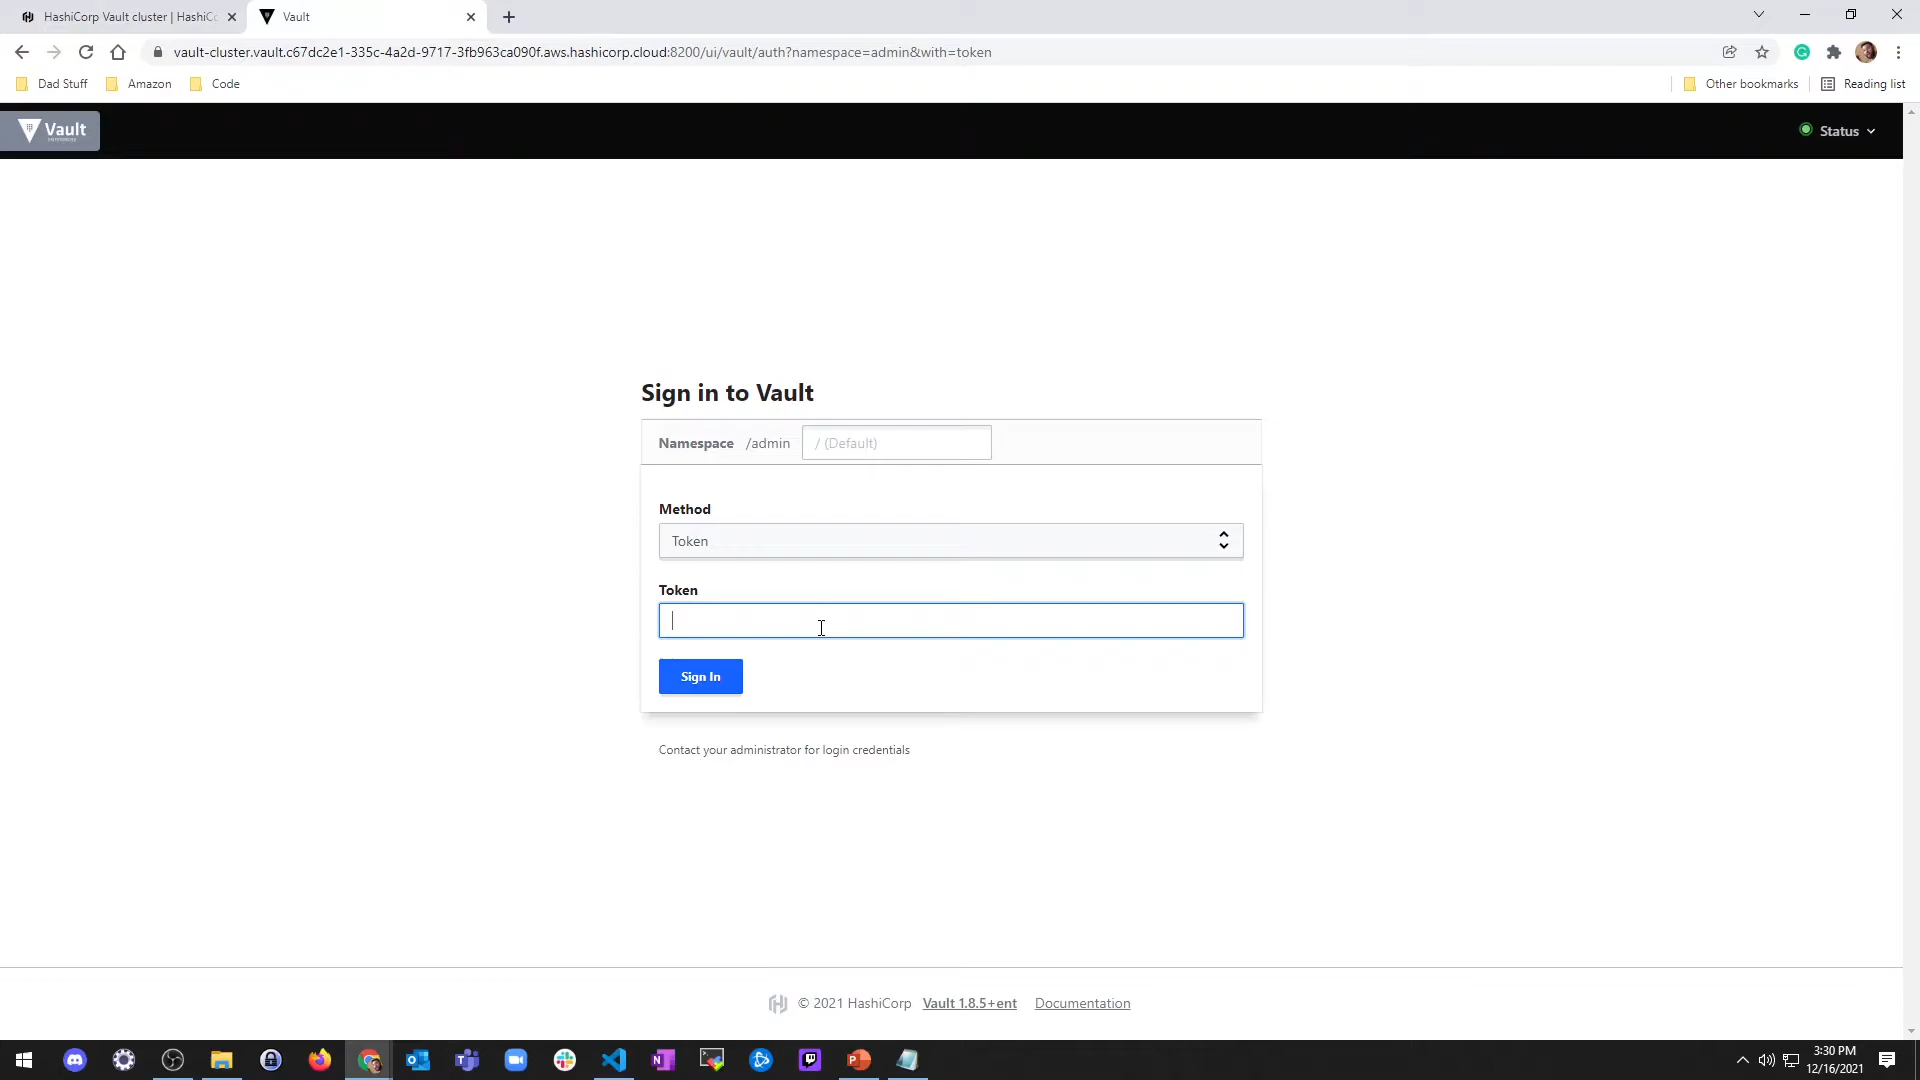 HashiCorp Vault cluster | HashiC
Vault
vault-cluster.vault.c67dc2e1-335c-4a2d-9717-3fb963ca090f.aws.hashicorp.cloud:8200/ui/vault/auth?namespace=admin&with=token
Dad Stuff
Amazon
Code
Other bookmarks
Reading list
Vault
Status
Sign in to Vault
Namespace /admin / (Default)
Method
Token
Token
Sign In
Contact your administrator for login credentials
© 2021 HashiCorp Vault 1.8.5+ent Documentation
3:30 PM
12/16/2021